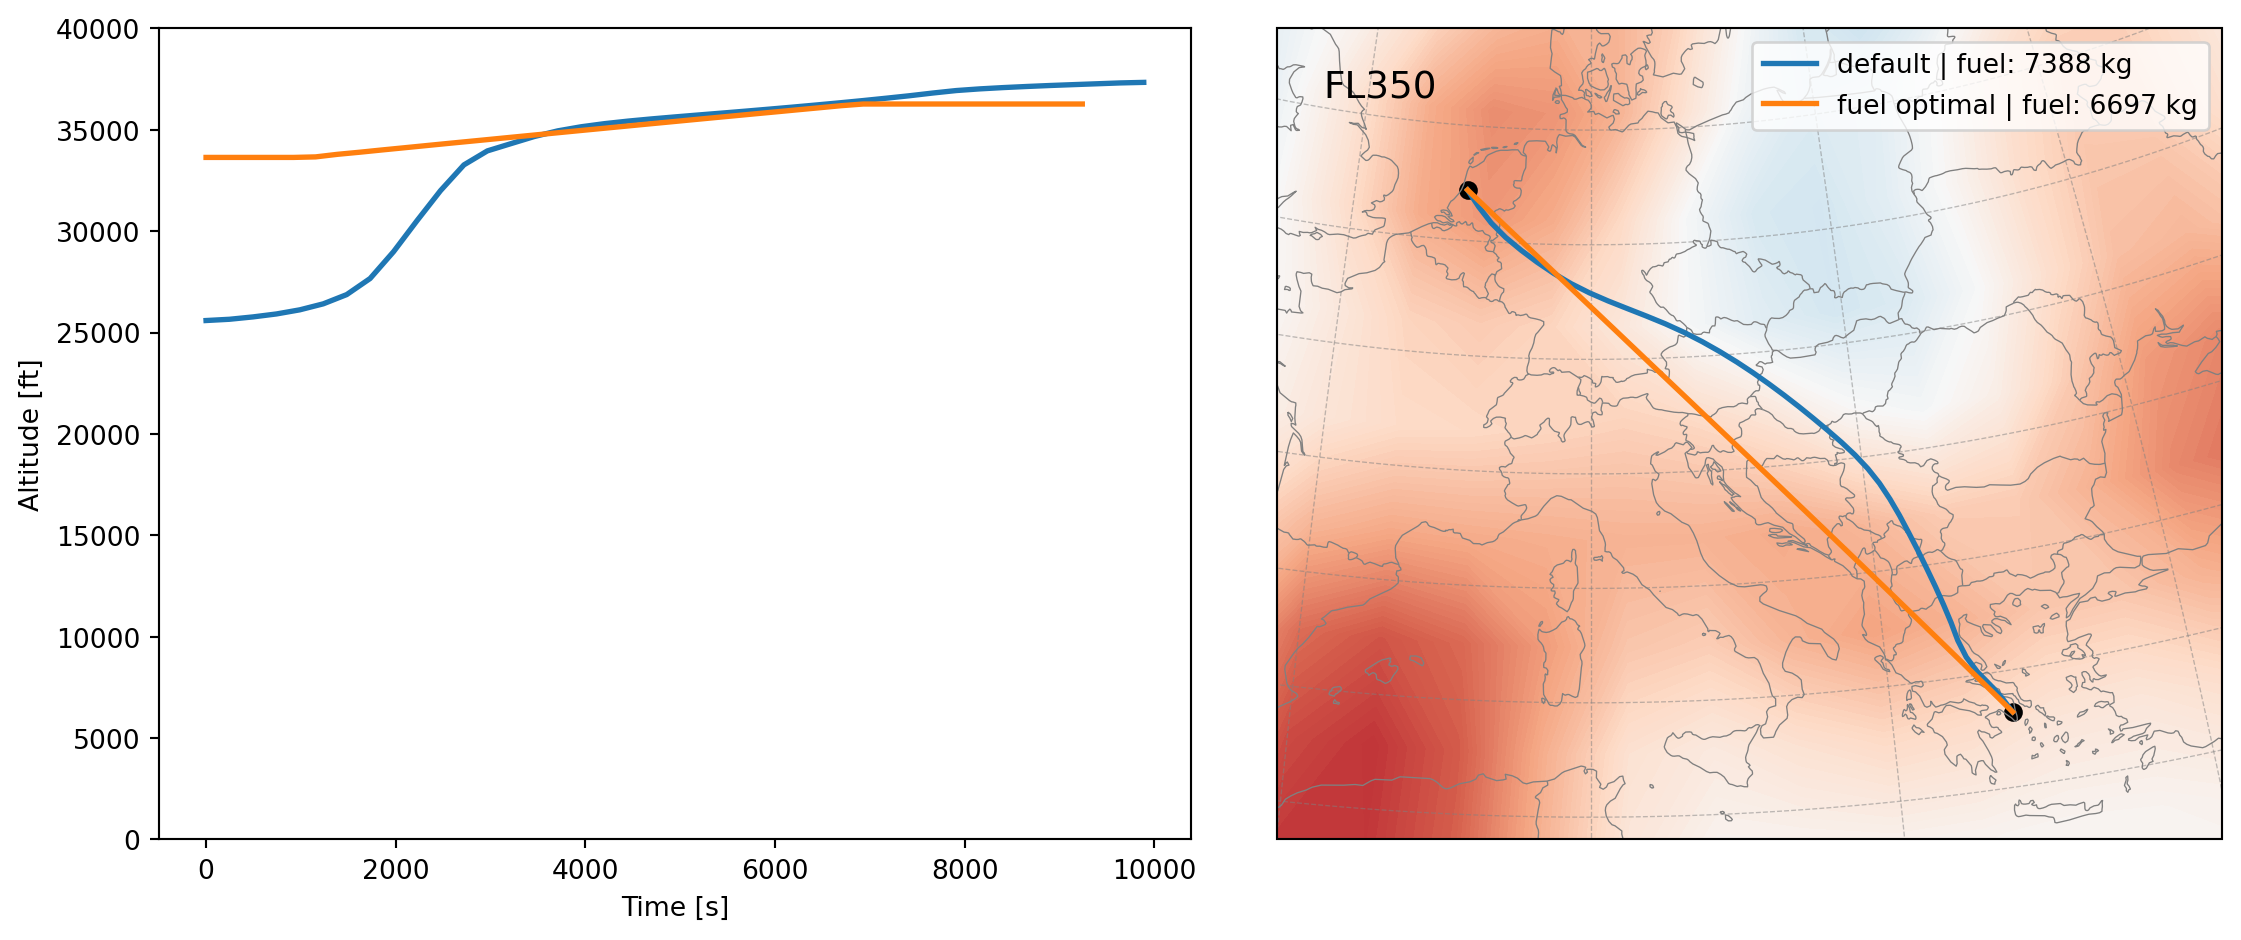 40000
35000
30000
25000
20000
15000
10000
5000
0
Altitude [ft]
0 2000 4000 6000 8000 10000
Time [s]
FL350
default | fuel: 7388 kg
fuel optimal | fuel: 6697 kg